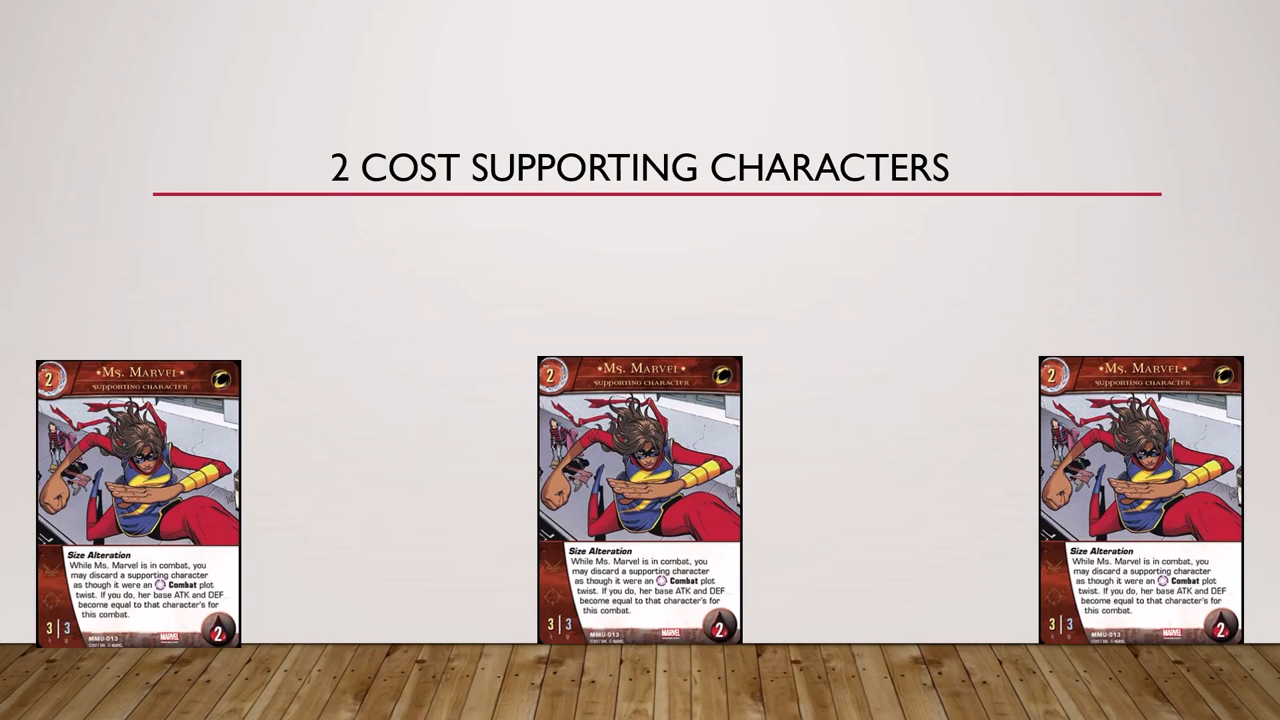 2 COST SUPPORTING CHARACTERS
2
★Ms. Marvel★
Supporting Character
Size Alteration
While Ms. Marvel is in combat, you
may discard a supporting character
as though it were an Combat plot
twist. If you do, her base ATK and DEF
become equal to that character's for
this combat.
3 3
MMU-013
MARVEL
2
2
★Ms. Marvel★
Supporting Character
Size Alteration
While Ms. Marvel is in combat, you
may discard a supporting character
as though it were an Combat plot
twist. If you do, her base ATK and DEF
become equal to that character's for
this combat.
3 3
MMU-013
MARVEL
2
2
★Ms. Marvel★
Supporting Character
Size Alteration
While Ms. Marvel is in combat, you
may discard a supporting character
as though it were an Combat plot
twist. If you do, her base ATK and DEF
become equal to that character's for
this combat.
3 3
MMU-013
MARVEL
2